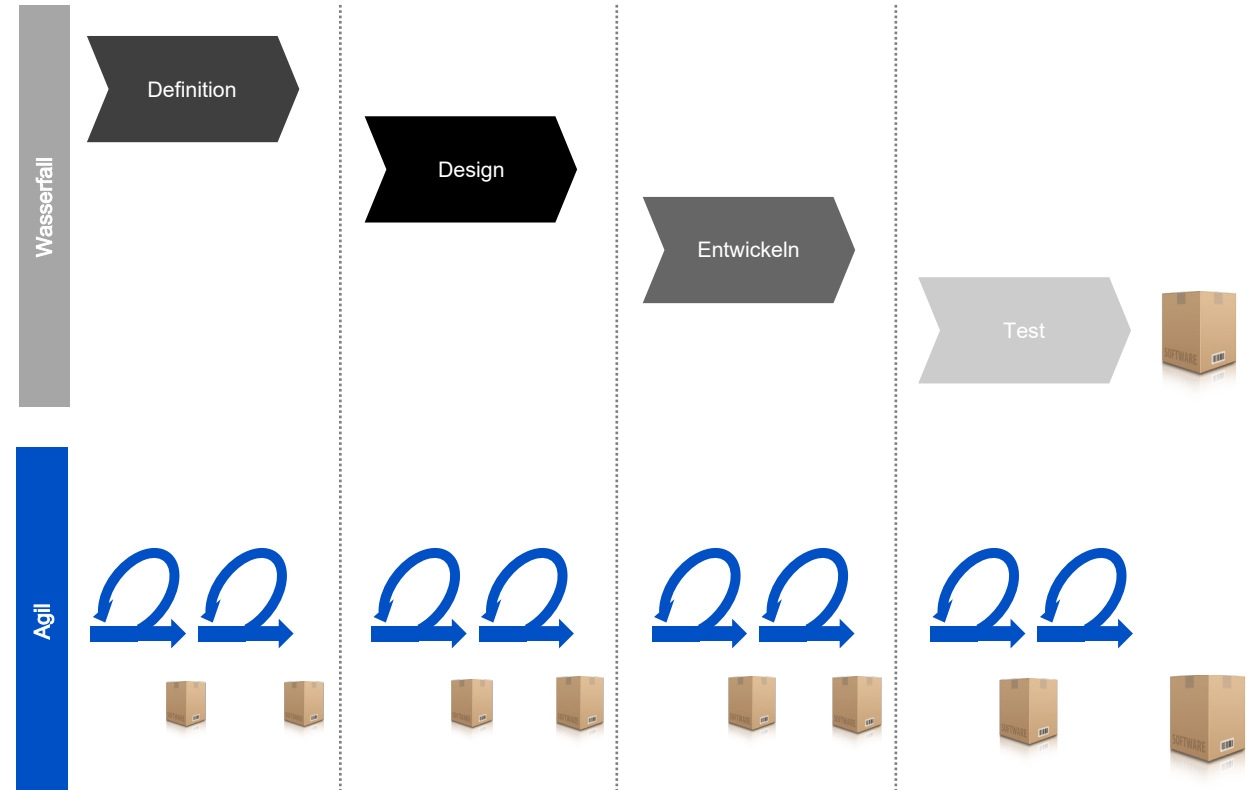 Wasserfall
Definition
Design
Entwickeln
Test
SOFTWARE
Agil
SOFTWARE
SOFTWARE
SOFTWARE
SOFTWARE
SOFTWARE
SOFTWARE
SOFTWARE
SOFTWARE